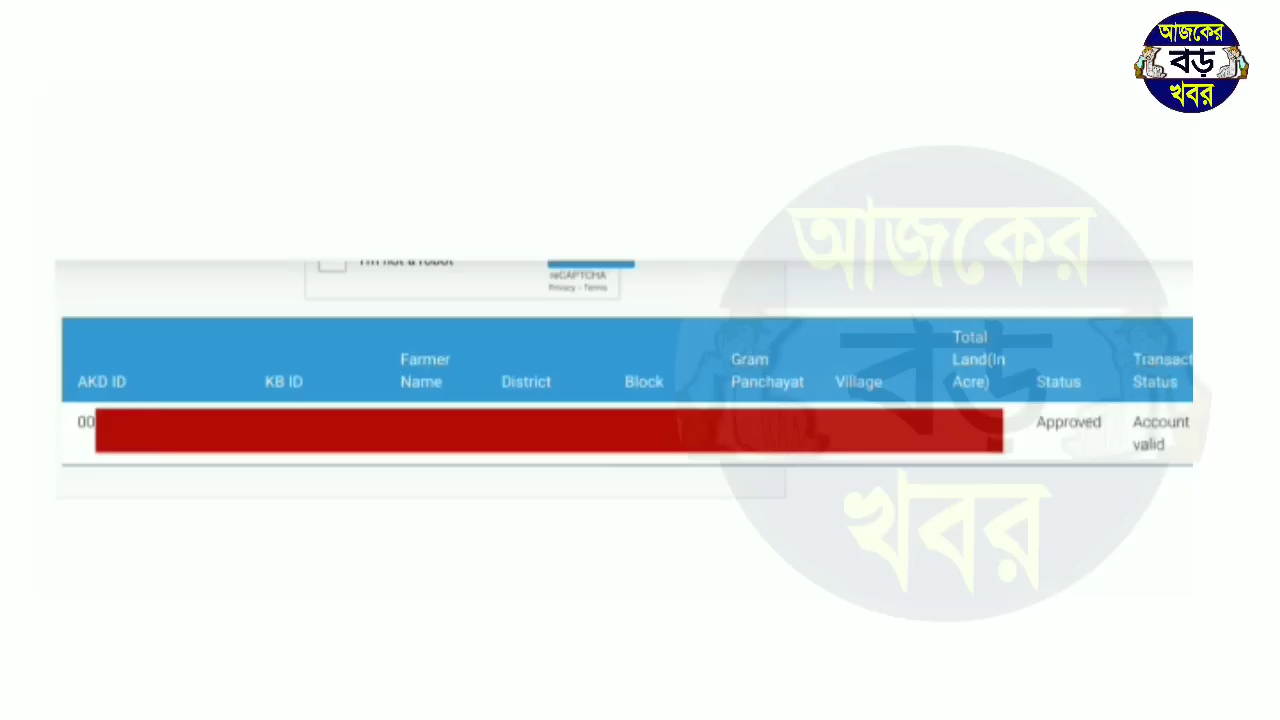 আজকের
বড়
খবর
I'm not a robot
reCAPTCHA
Privacy - Terms
AKD ID
KB ID
Farmer
Name
District
Block
Gram
Panchayat
Village
Total
Land(In
Acre)
Status
Transact
Status
00
Approved
Account
valid
আজকের
বড়
খবর